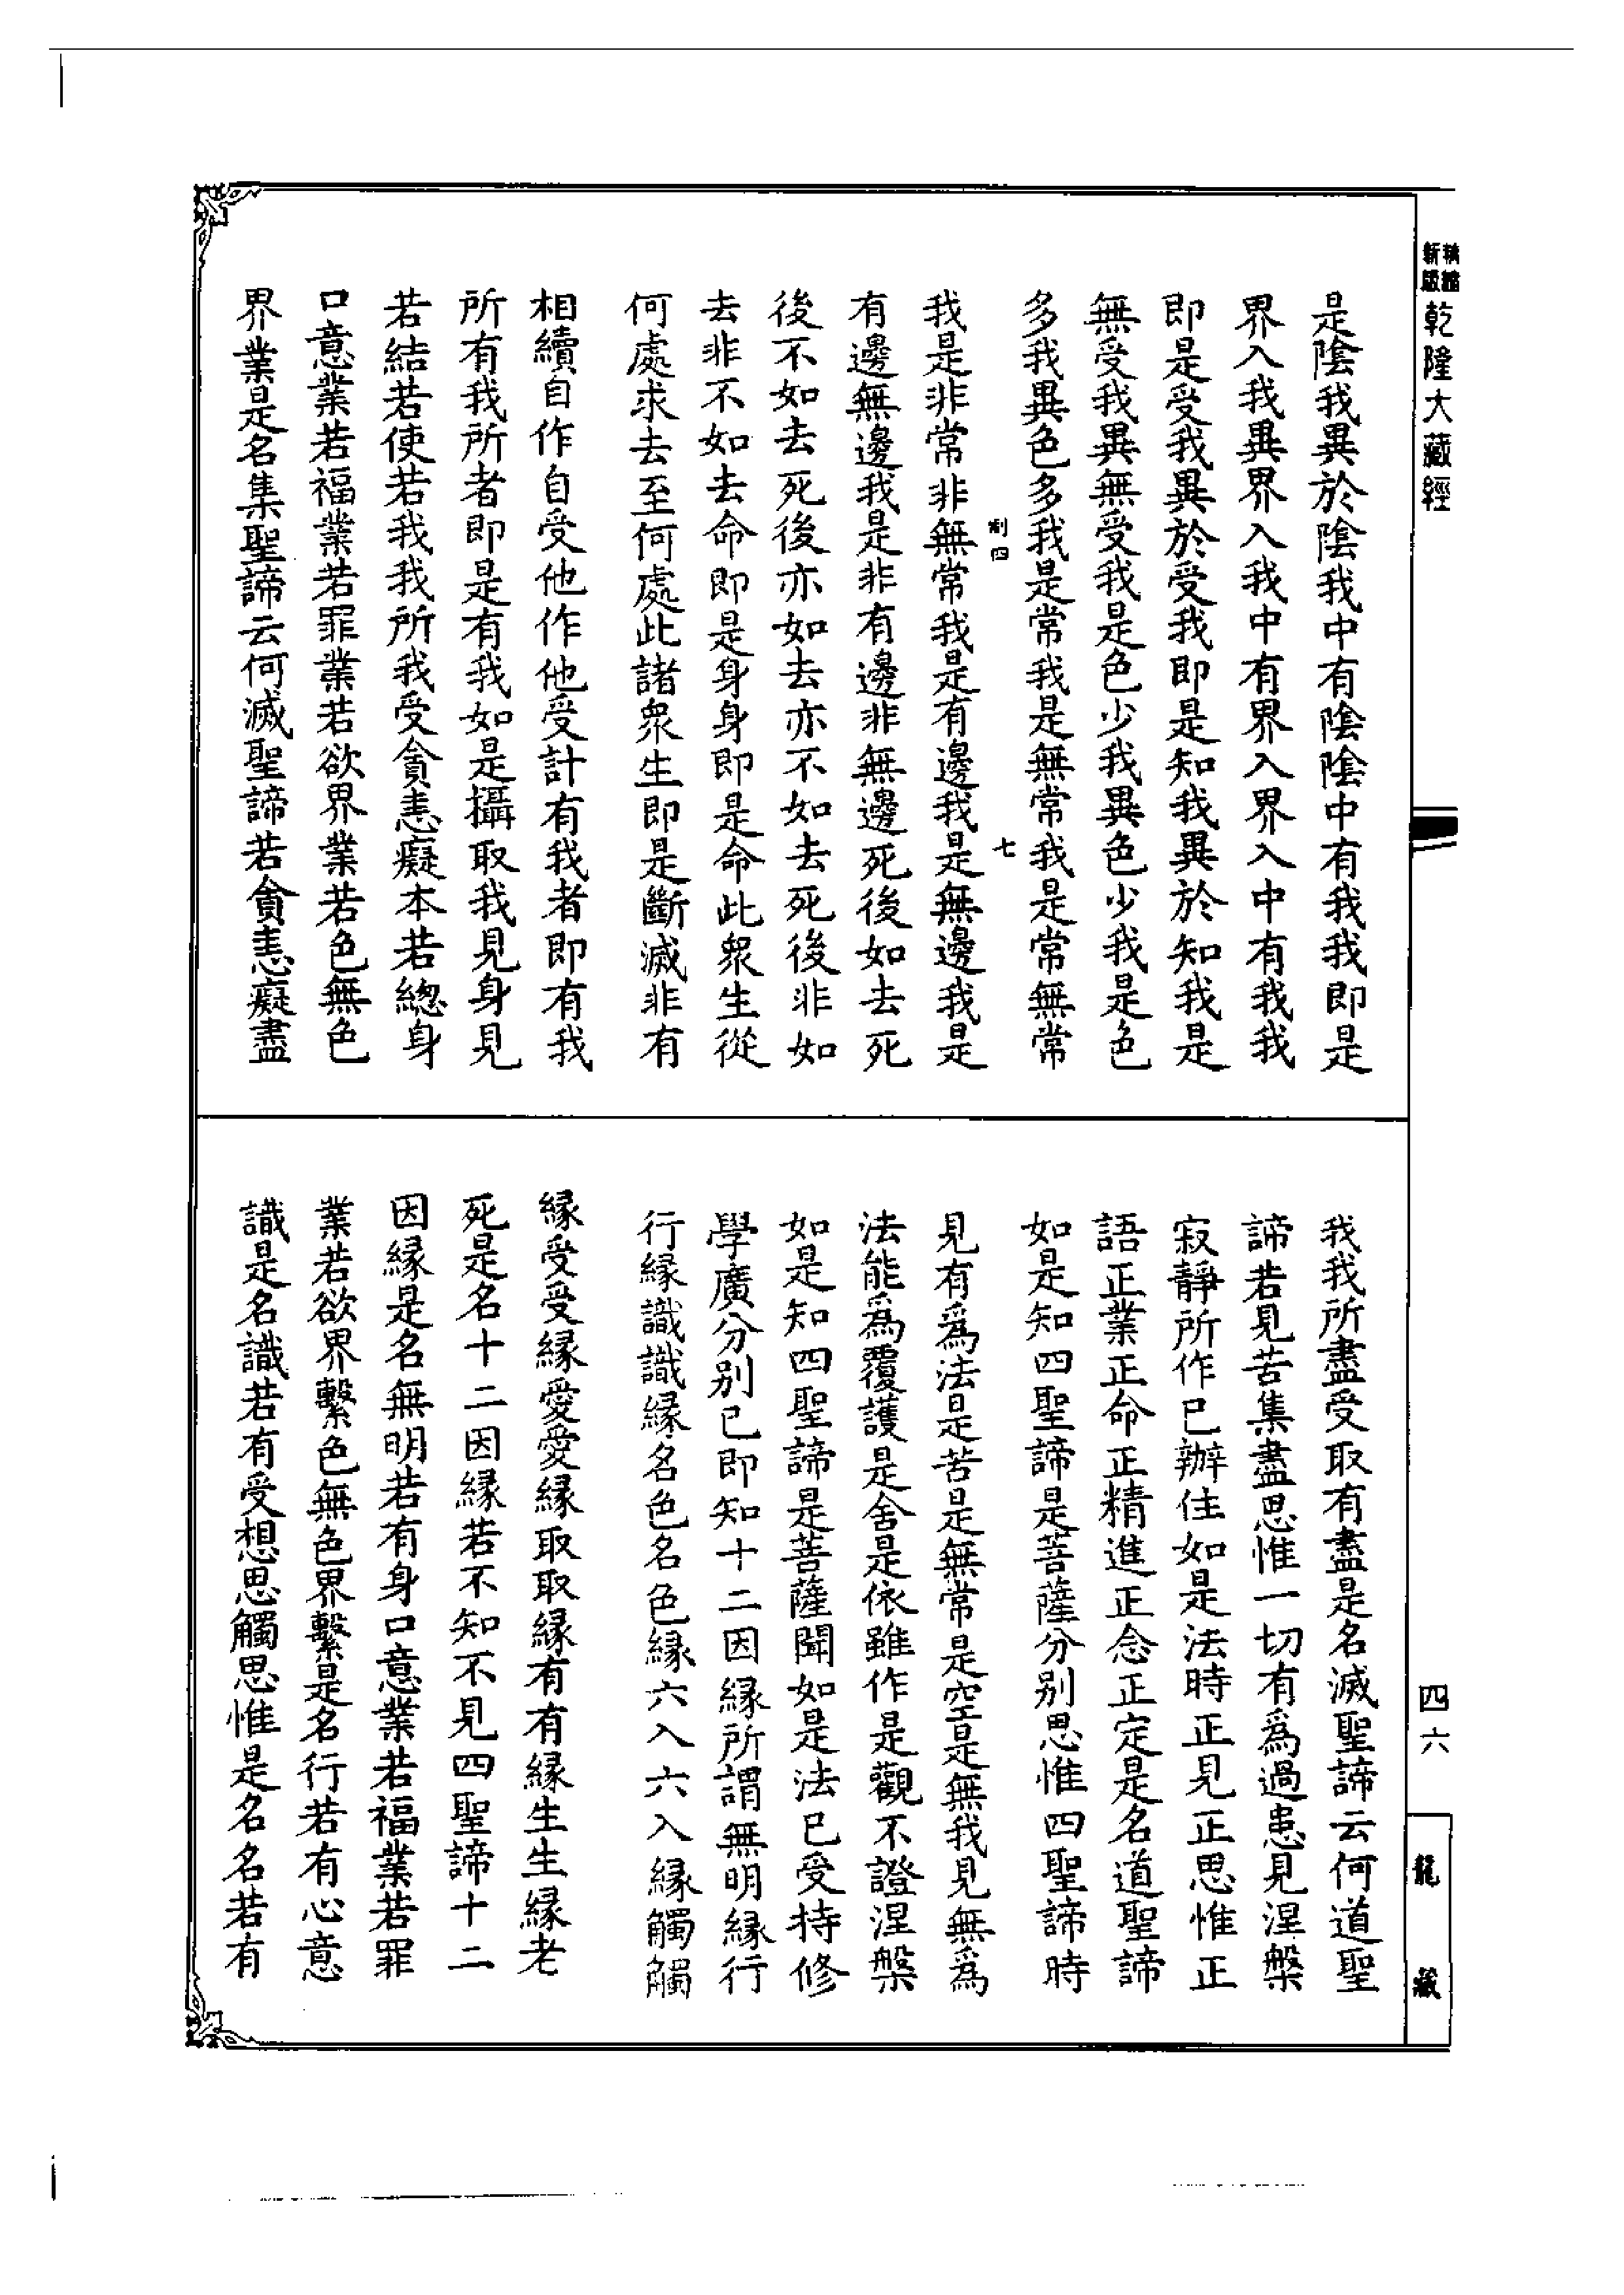 精縮新版乾隆大藏經
是陰我異於陰我中有陰陰中有我我即是
界入我異界入我中有界入界入中有我我
即是受我異於受我即是知我異於知我是
無受我異無受我是色少我異色少我是色
多我異色多我是常我是無常我是常無常
制四 七
我是非常非無常我是有邊我是無邊我是
有邊無邊我是非有邊非無邊死後如去死
後不如去死後亦如去亦不如去死後非如
去非不如去命即是身身即是命此眾生從
何處求去至何處此諸眾生即是斷滅非有
相續自作自受他作他受計有我者即有我
所有我所者即是有我如是攝取我見身見
若結若使若我我所我受貪恚癡本若總身
口意業若福業若罪業若欲界業若色無色
界業是名集聖諦云何滅聖諦若貪恚癡盡
我我所盡受取有盡是名滅聖諦云何道聖
諦若見苦集盡思惟一切有為過患見涅槃
寂靜所作已辦住如是法時正見正思惟正
語正業正命正精進正念正定是名道聖諦
如是知四聖諦是菩薩分別思惟四聖諦時
見有為法是苦是無常是空是無我見無為
法能為覆護是舍是依雖作是觀不證涅槃
如是知四聖諦是菩薩聞如是法已受持修
學廣分別已即知十二因緣所謂無明緣行
行緣識識緣名色名色緣六入六入緣觸觸
緣受受緣愛愛緣取取緣有有緣生生緣老
死是名十二因緣若不知不見四聖諦十二
因緣是名無明若有身口意業若福業若罪
業若欲界繫色無色界繫是名行若有心意
識是名識若有受想思觸思惟是名名若有
四六
龍藏